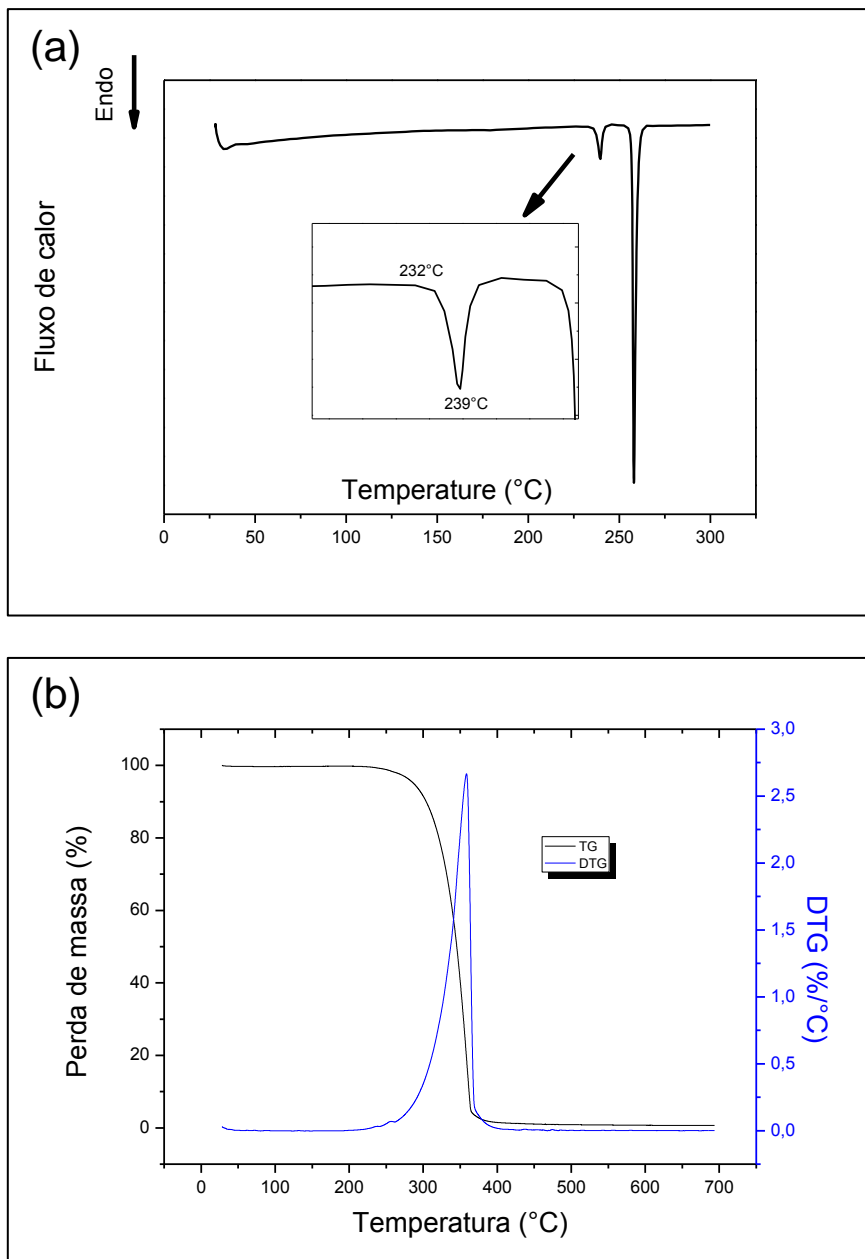 (a)
Endo
Fluxo de calor
232°C
239°C
Temperature (°C)
0 50 100 150 200 250 300
(b)
Perda de massa (%)
100
80
60
40
20
0
TG
DTG
3,0
2,5
2,0
1,5
1,0
0,5
0,0
DTG (%/°C)
0 100 200 300 400 500 600 700
Temperatura (°C)